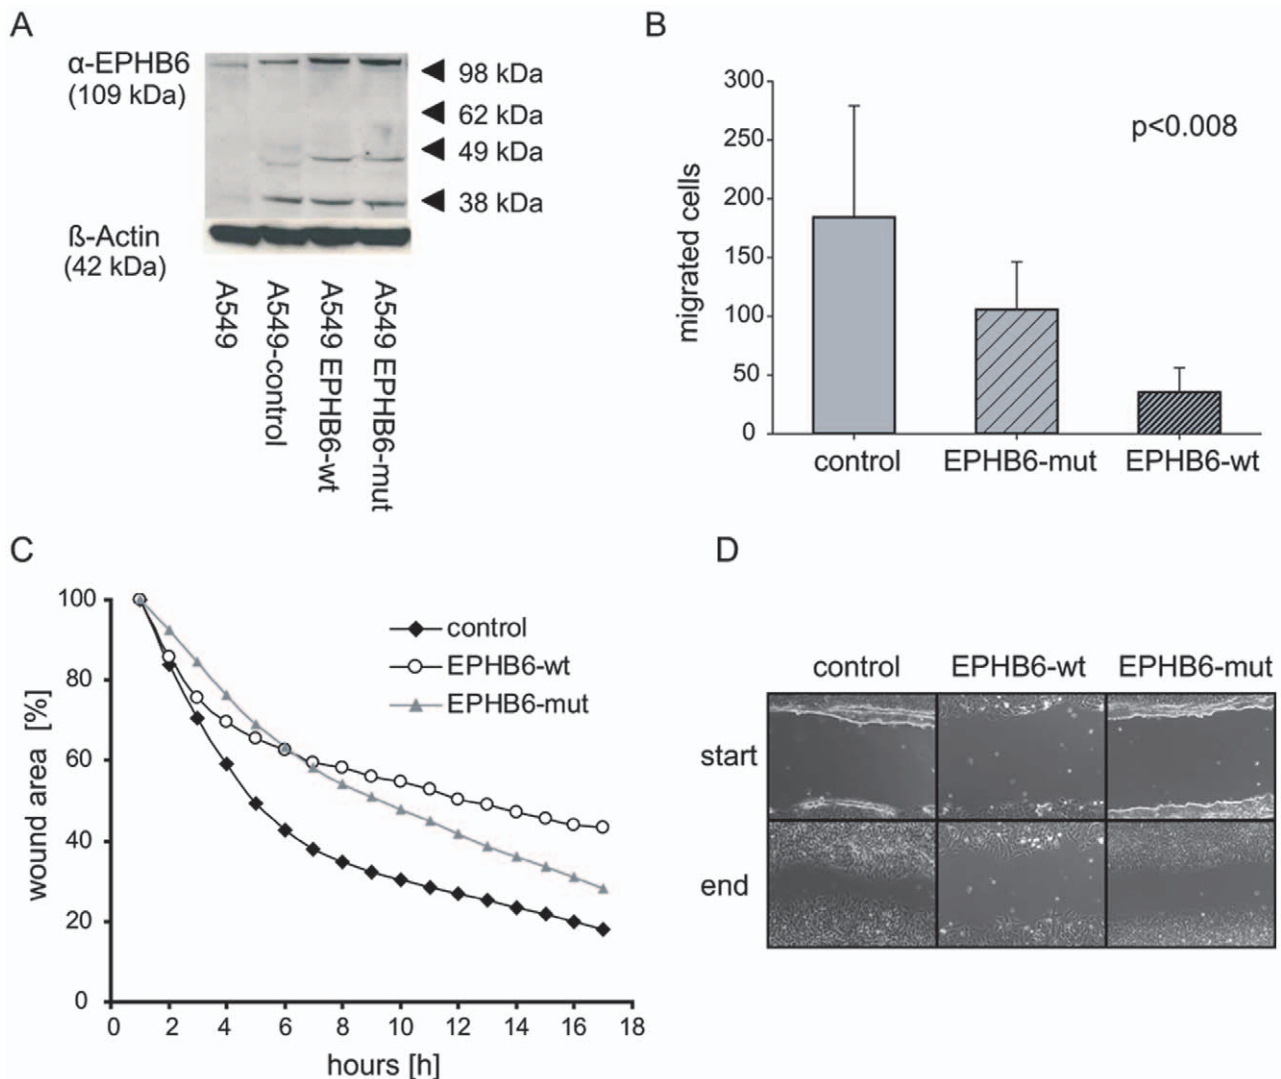 A
α-EPHB6
(109 kDa)
98 kDa
62 kDa
49 kDa
38 kDa
ß-Actin
(42 kDa)
A549
A549-control
A549 EPHB6-wt
A549 EPHB6-mut
B
300
250
200
150
100
50
0
migrated cells
p<0.008
control
EPHB6-mut
EPHB6-wt
C
100
80
60
40
20
0
wound area [%]
control
EPHB6-wt
EPHB6-mut
0 2 4 6 8 10 12 14 16 18
hours [h]
D
control EPHB6-wt EPHB6-mut
start
end